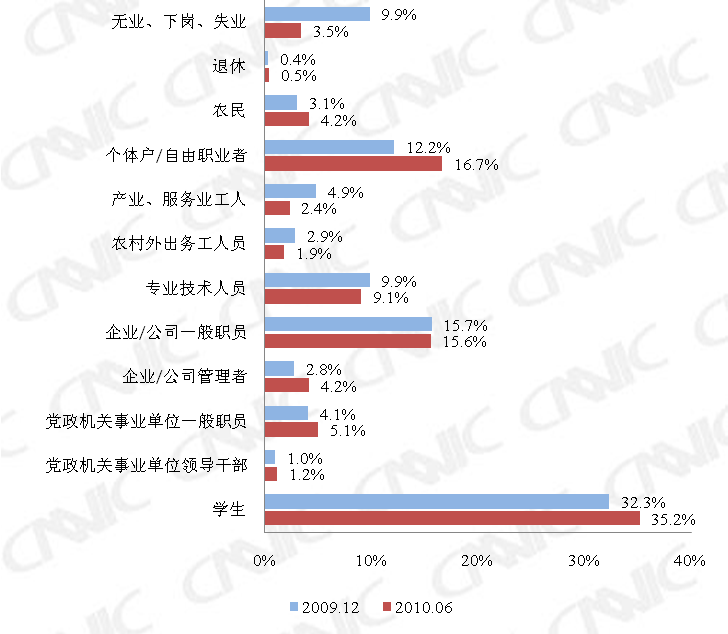 无业、下岗、失业
9.9%
3.5%
退休
0.4%
0.5%
农民
3.1%
4.2%
个体户/自由职业者
12.2%
16.7%
产业、服务业工人
4.9%
2.4%
农村外出务工人员
2.9%
1.9%
专业技术人员
9.9%
9.1%
企业/公司一般职员
15.7%
15.6%
企业/公司管理者
2.8%
4.2%
党政机关事业单位一般职员
4.1%
5.1%
党政机关事业单位领导干部
1.0%
1.2%
学生
32.3%
35.2%
0% 10% 20% 30% 40%
2009.12 2010.06
CNNIC